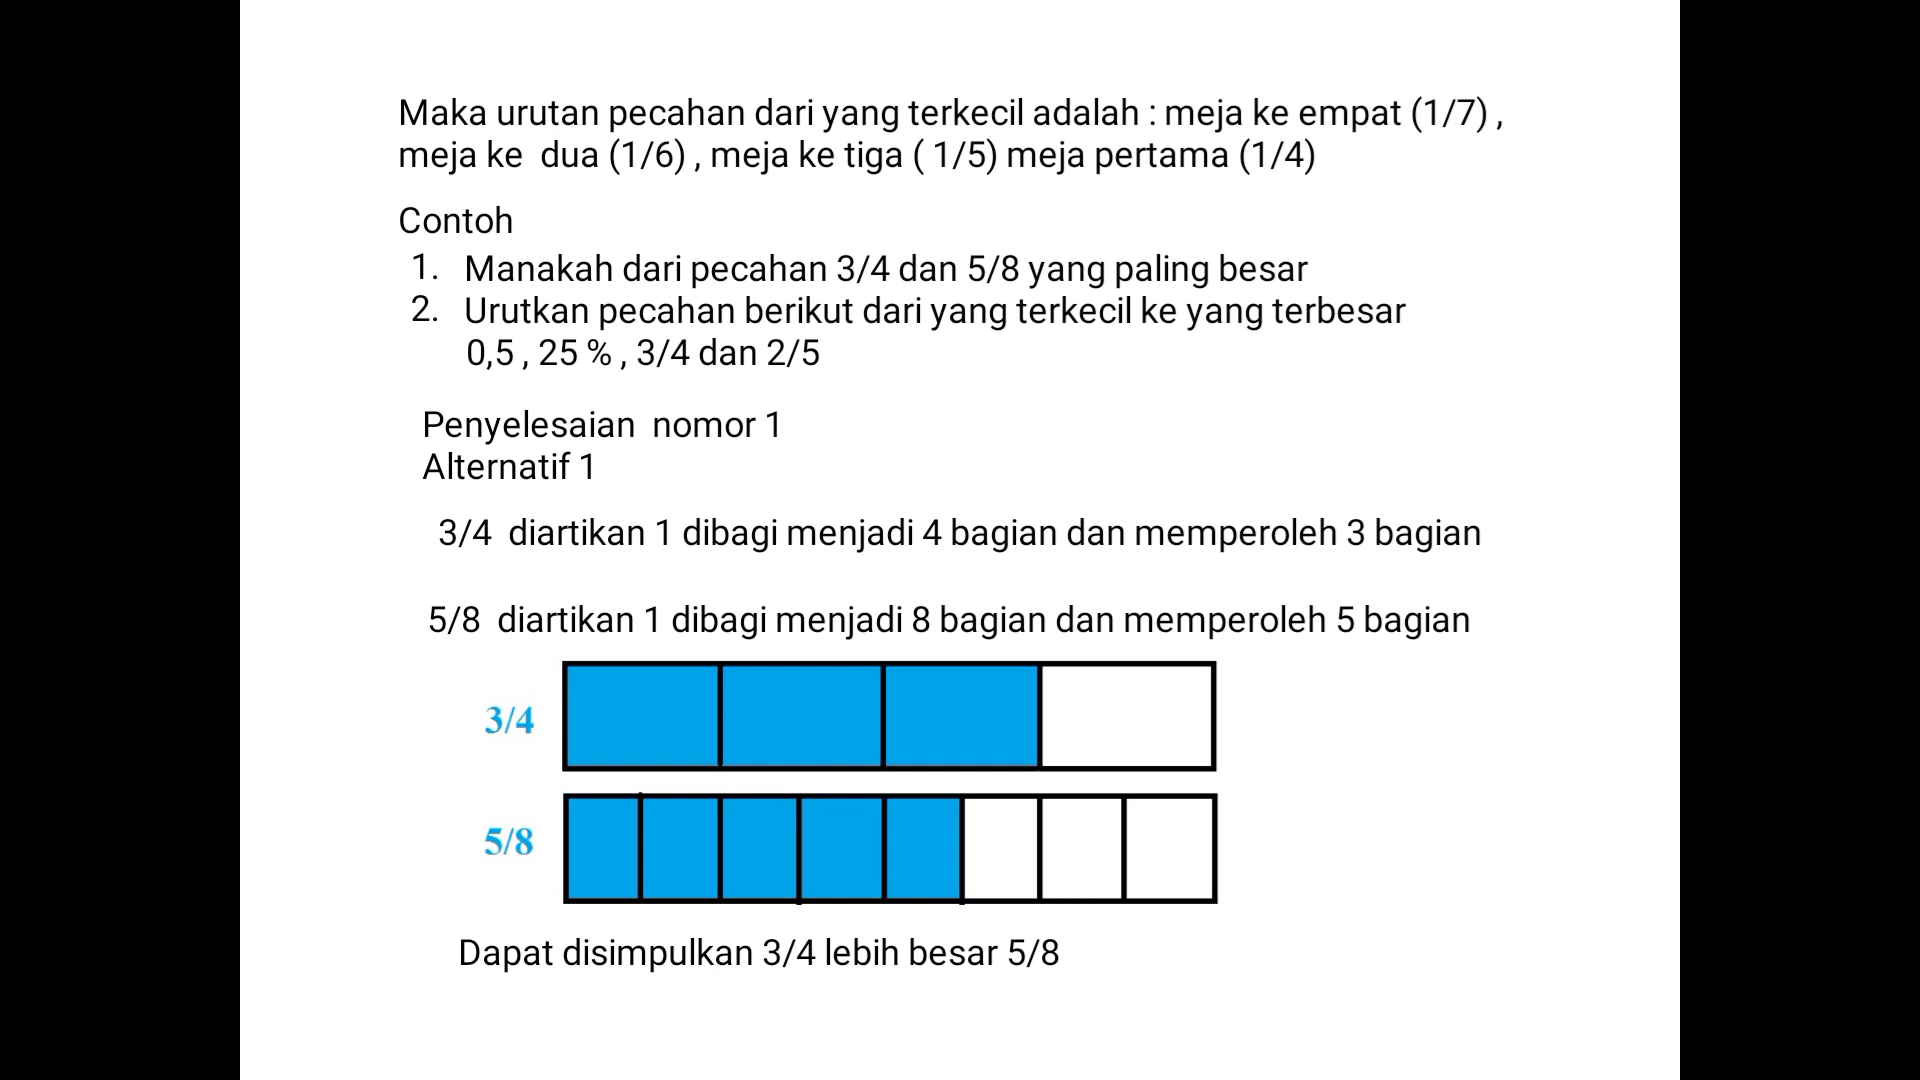 Maka urutan pecahan dari yang terkecil adalah : meja ke empat (1/7) ,
meja ke dua (1/6) , meja ke tiga ( 1/5) meja pertama (1/4)
Contoh
1. Manakah dari pecahan 3/4 dan 5/8 yang paling besar
2. Urutkan pecahan berikut dari yang terkecil ke yang terbesar
0,5 , 25 % , 3/4 dan 2/5
Penyelesaian nomor 1
Alternatif 1
3/4 diartikan 1 dibagi menjadi 4 bagian dan memperoleh 3 bagian
5/8 diartikan 1 dibagi menjadi 8 bagian dan memperoleh 5 bagian
3/4
5/8
Dapat disimpulkan 3/4 lebih besar 5/8